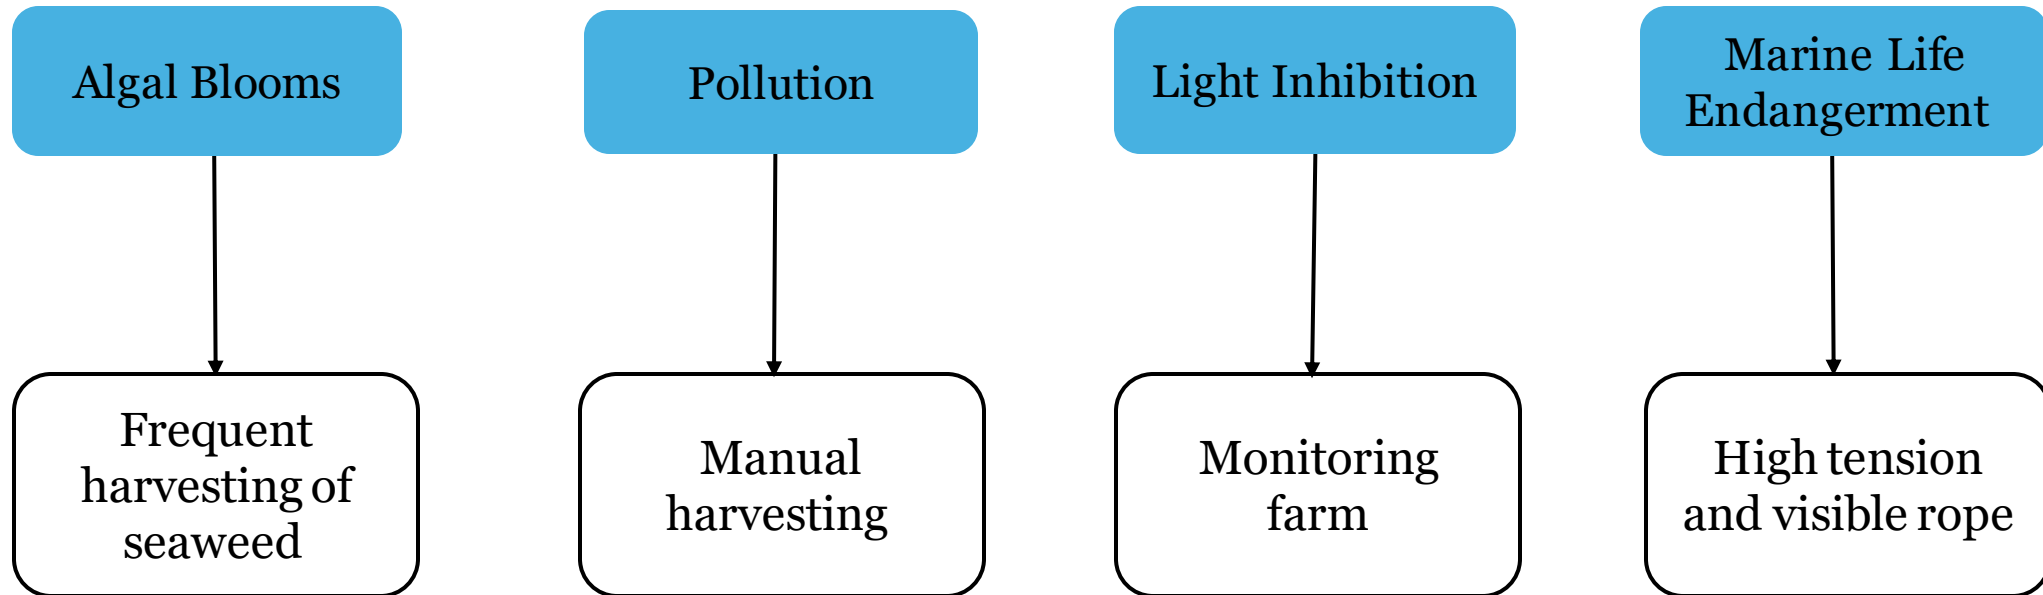 Algal Blooms
Pollution
Light Inhibition
Marine Life
Endangerment
Frequent
harvesting of
seaweed
Manual
harvesting
Monitoring
farm
High tension
and visible rope